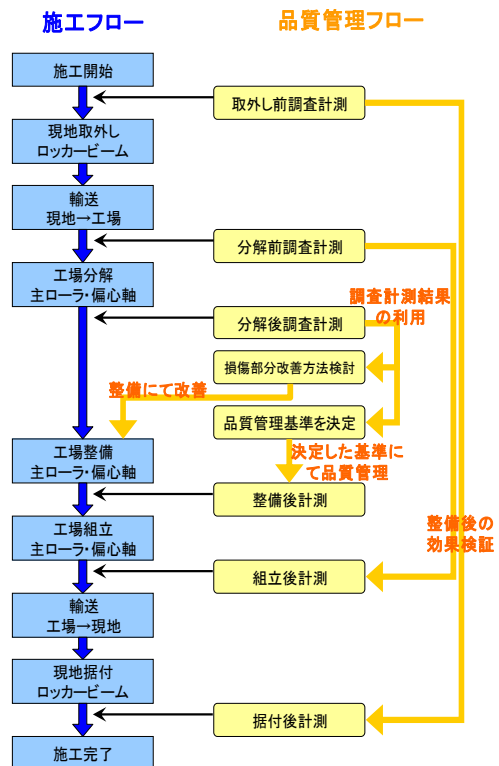 施工フロー
品質管理フロー
施工開始
取外し前調査計測
現地取外し
ロッカービーム
輸送
現地→工場
分解前調査計測
工場分解
主ローラ・偏心軸
調査計測結果
の利用
分解後調査計測
損傷部分改善方法検討
整備にて改善
品質管理基準を決定
工場整備
主ローラ・偏心軸
決定した基準に
て品質管理
整備後計測
整備後の
効果検証
工場組立
主ローラ・偏心軸
組立後計測
輸送
工場→現地
現地据付
ロッカービーム
据付後計測
施工完了